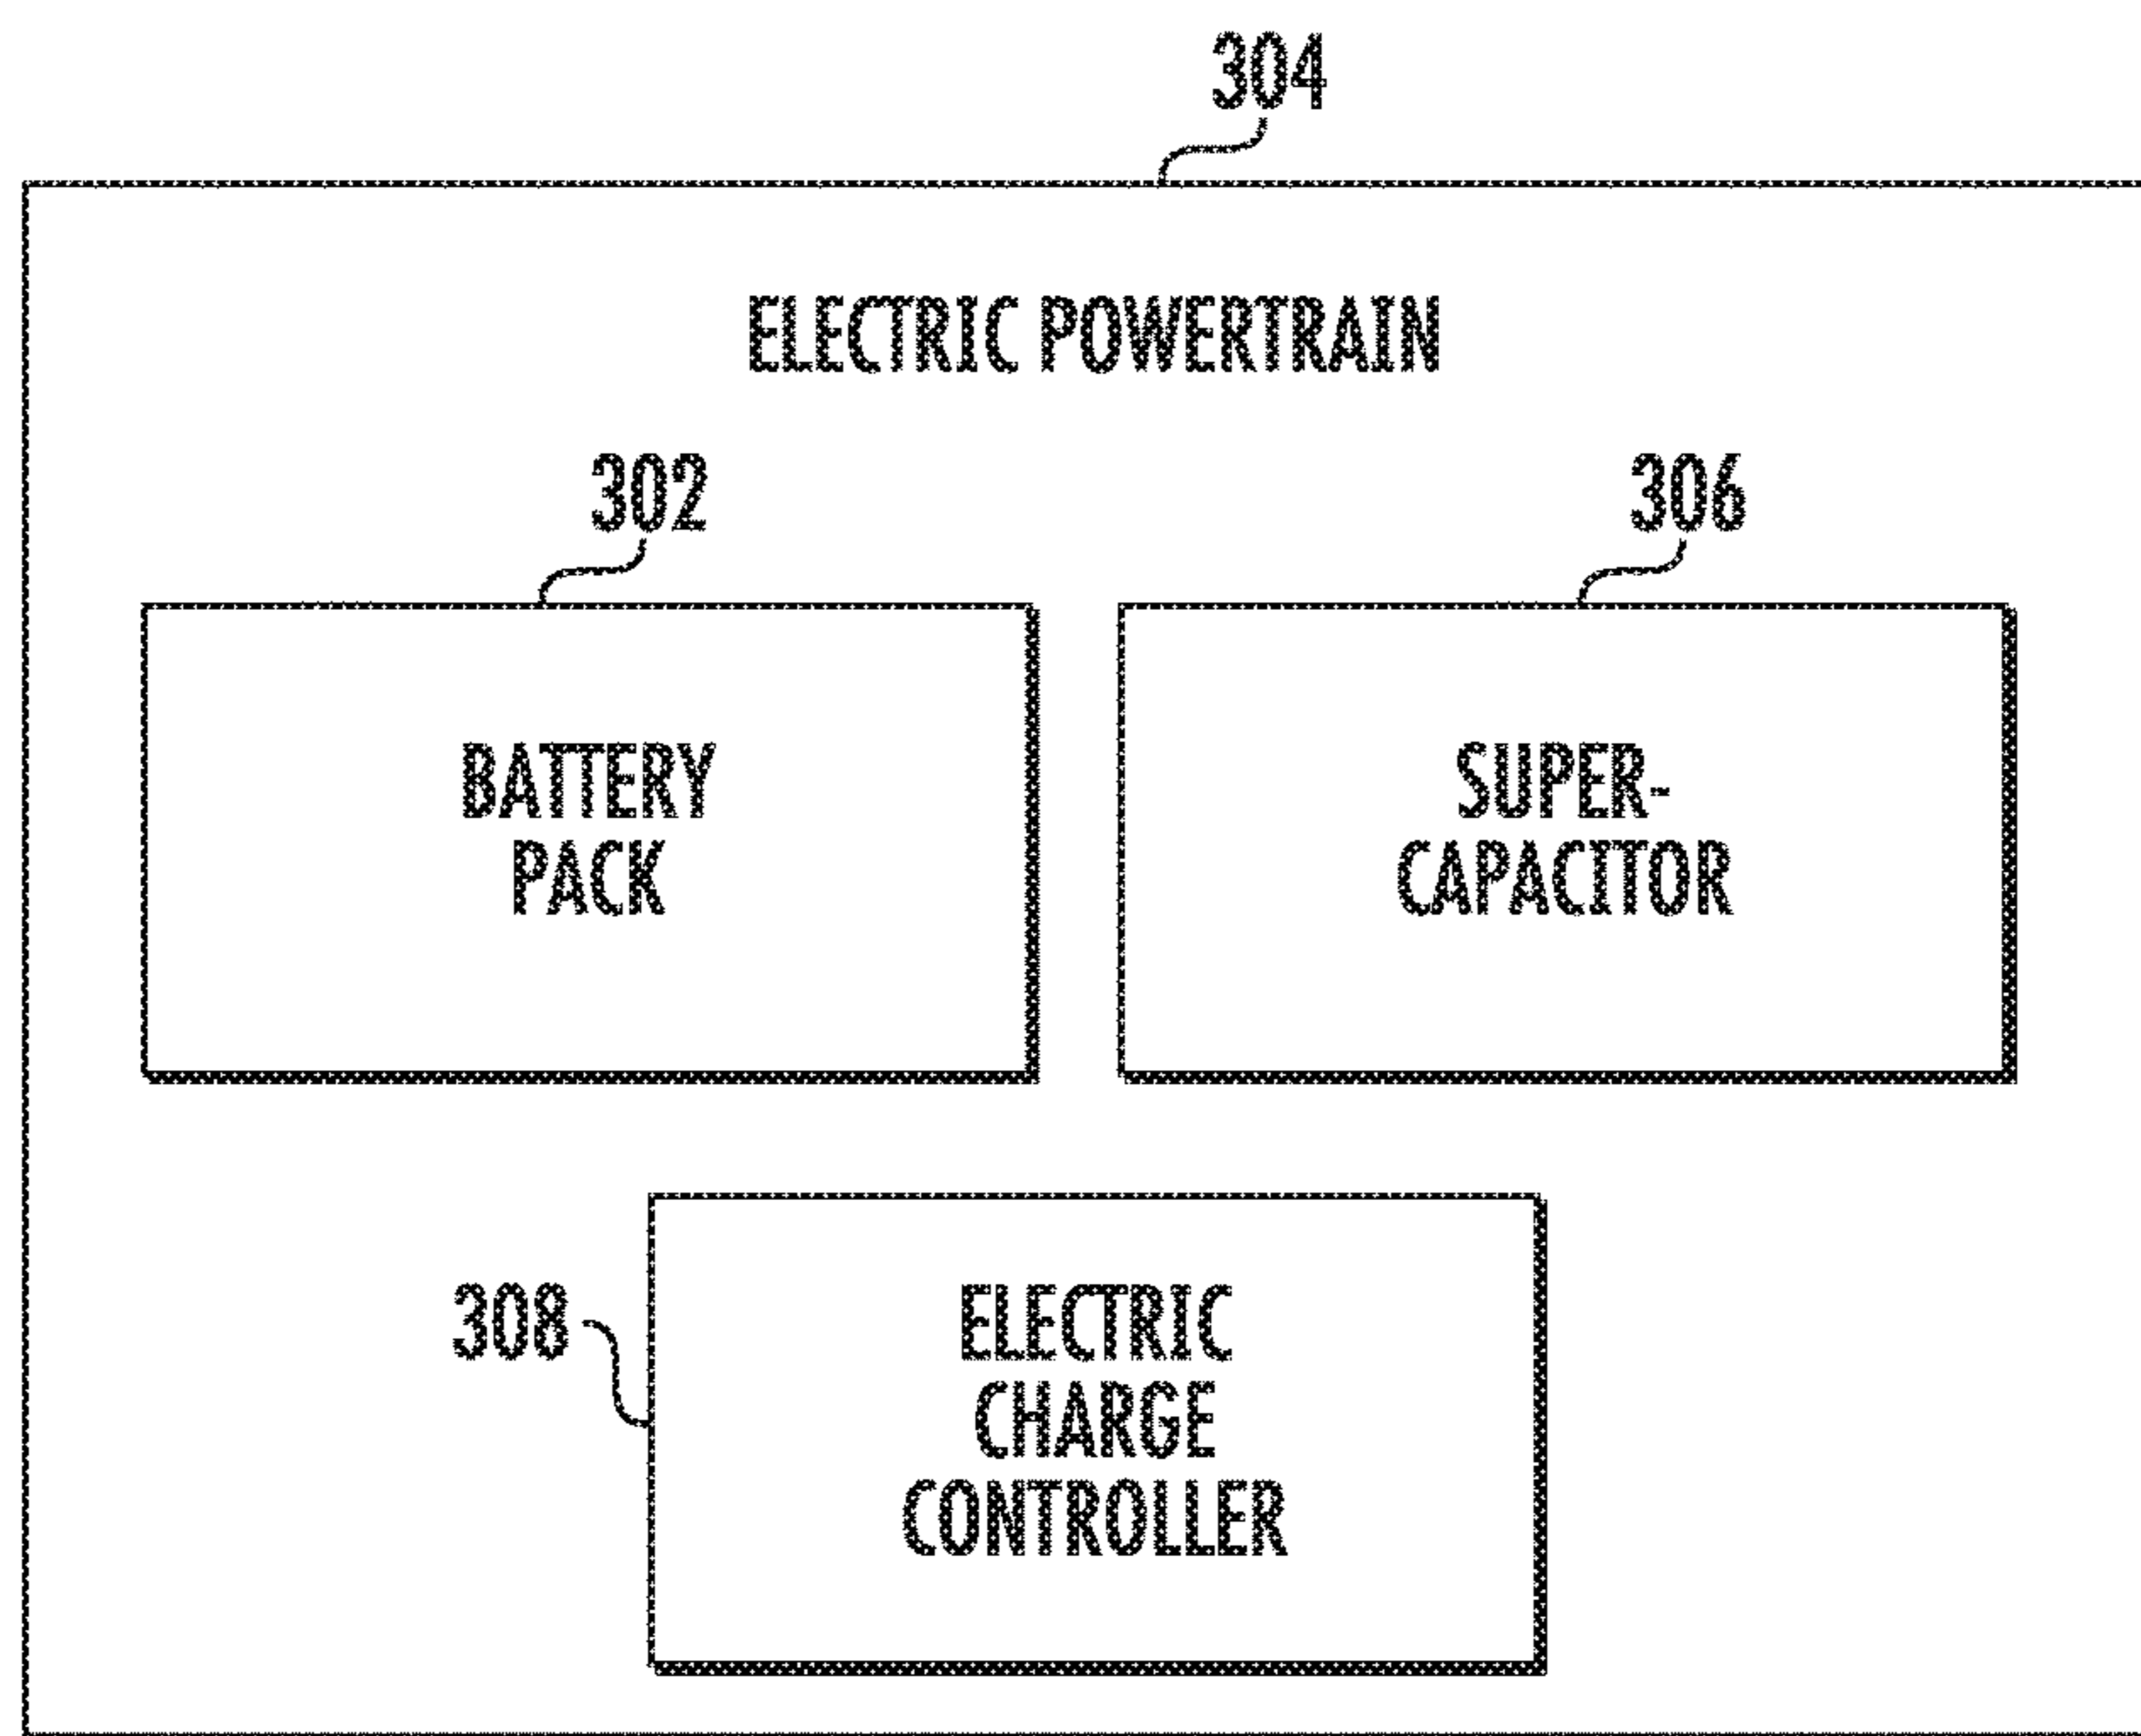 304
ELECTRIC POWERTRAIN
302
306
BATTERY
PACK
SUPER-
CAPACITOR
308
ELECTRIC
CHARGE
CONTROLLER